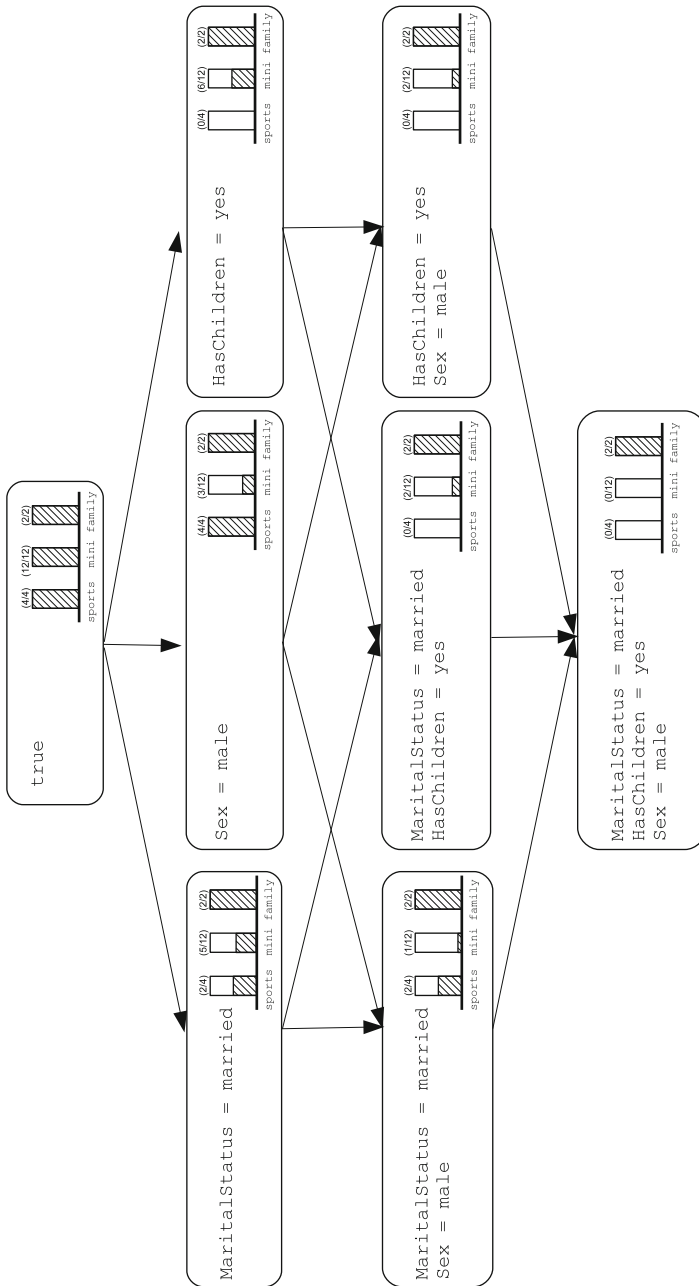 true
(4/4) (12/12) (2/2)
sports mini family
MaritalStatus = married
(2/4) (5/12) (2/2)
sports mini family
Sex = male
(4/4) (3/12) (2/2)
sports mini family
HasChildren = yes
(0/4) (6/12) (2/2)
sports mini family
MaritalStatus = married
Sex = male
(2/4) (1/12) (2/2)
sports mini family
MaritalStatus = married
HasChildren = yes
(0/4) (2/12) (2/2)
sports mini family
HasChildren = yes
Sex = male
(0/4) (2/12) (2/2)
sports mini family
MaritalStatus = married
HasChildren = yes
Sex = male
(0/4) (0/12) (2/2)
sports mini family